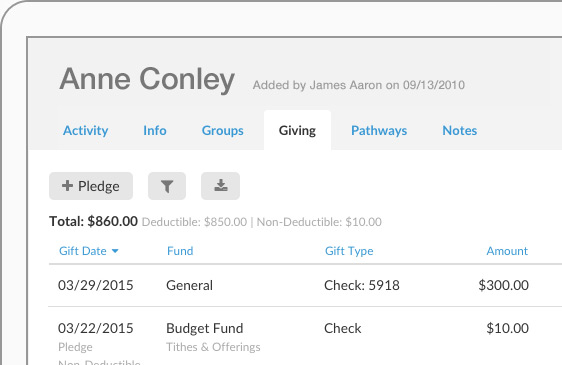 Anne Conley Added by James Aaron on 09/13/2010
Activity Info Groups Giving Pathways Notes
+ Pledge
Total: $860.00 Deductible: $850.00 | Non-Deductible: $10.00
Gift Date Fund Gift Type Amount
03/29/2015 General Check: 5918 $300.00
03/22/2015 Budget Fund Check $10.00
Pledge Tithes & Offerings
Non-Deductible